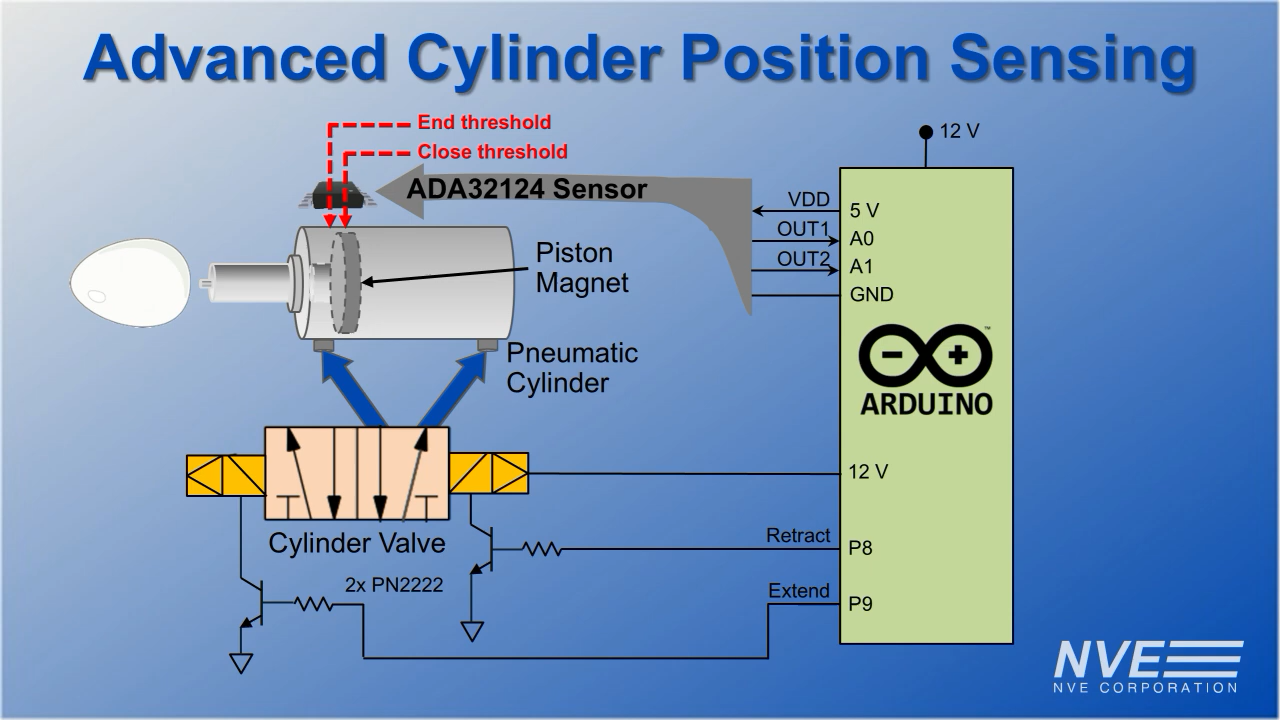 Advanced Cylinder Position Sensing
End threshold
Close threshold
ADA32124 Sensor
12 V
VDD
5 V
OUT1
A0
OUT2
A1
GND
Piston
Magnet
™
ARDUINO
Pneumatic
Cylinder
12 V
Cylinder Valve
Retract
P8
2x PN2222
Extend
P9
NVE
NVE CORPORATION